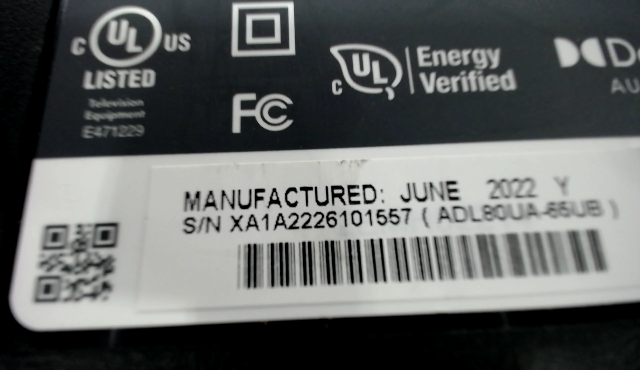 C UL US
LISTED
Television
Equipment
E471229
FC
C UL
Energy
Verified
MANUFACTURED: JUNE 2022 Y
S/N XA1A2226101557 ( ADL80UA-65UB )